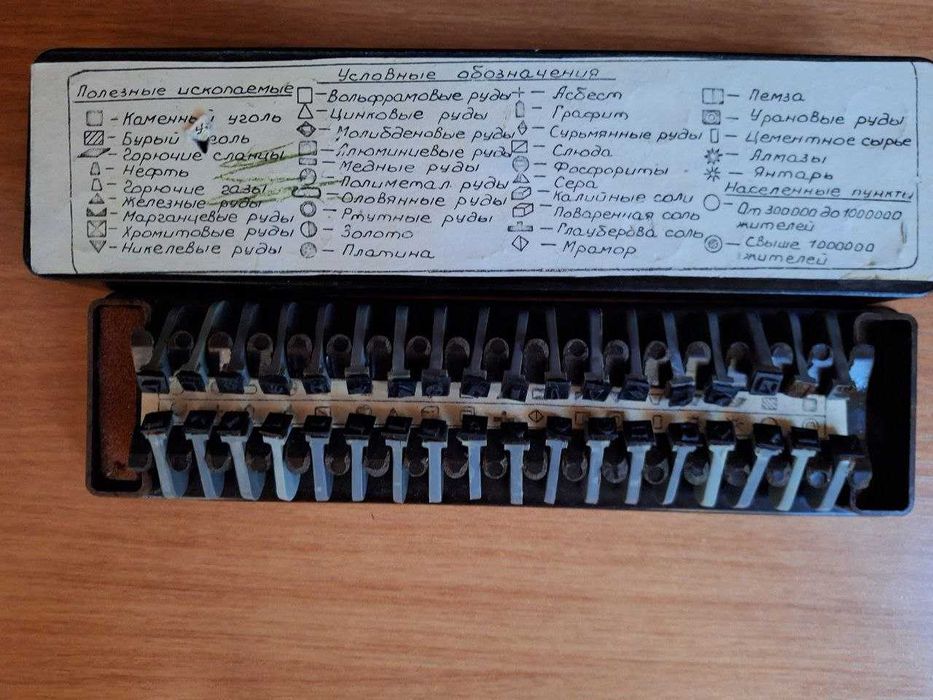 Условные обозначения
Полезные ископаемые
Каменный уголь
Бурый уголь
Горючие сланцы
Нефть
Горючие газы
Железные руды
Марганцевые руды
Хромитовые руды
Никелевые руды
Вольфрамовые руды
Цинковые руды
Молибденовые руды
Алюминиевые руды
Медные руды
Полиметал руды
Оловянные руды
Ртутные руды
Золото
Платина
Асбест
Графит
Сурьмяные руды
Слюда
Фосфориты
Сера
Калийные соли
Поваренная соль
Глауберова соль
Мрамор
Пемза
Урановые руды
Цементное сырье
Алмазы
Янтарь
Населенные пункты
От 300000 до 1000000
жителей
Свыше 1000000
жителей